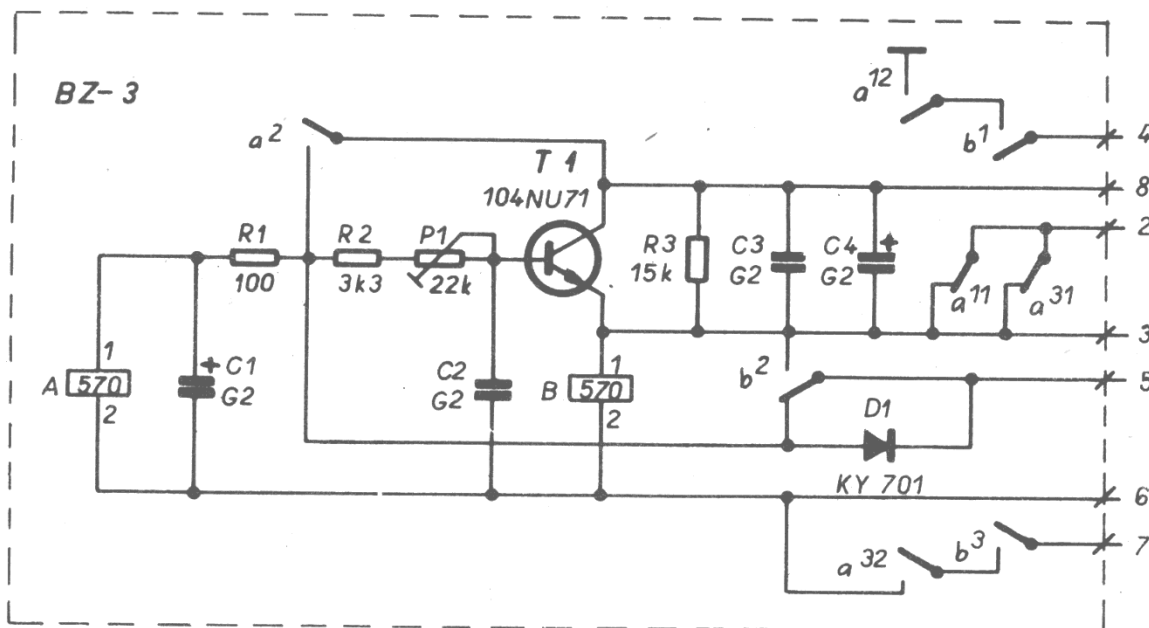 BZ-3
a12
b1
4
a2
T 1
104NU71
8
R1
100
R2
3k3
P1
22k
R3
15k
C3
G2
C4
+
G2
2
a11
a31
3
1
A 570
2
+ C1
G2
C2
G2
1
B 570
2
b2
5
D1
KY 701
6
a32
b3
7